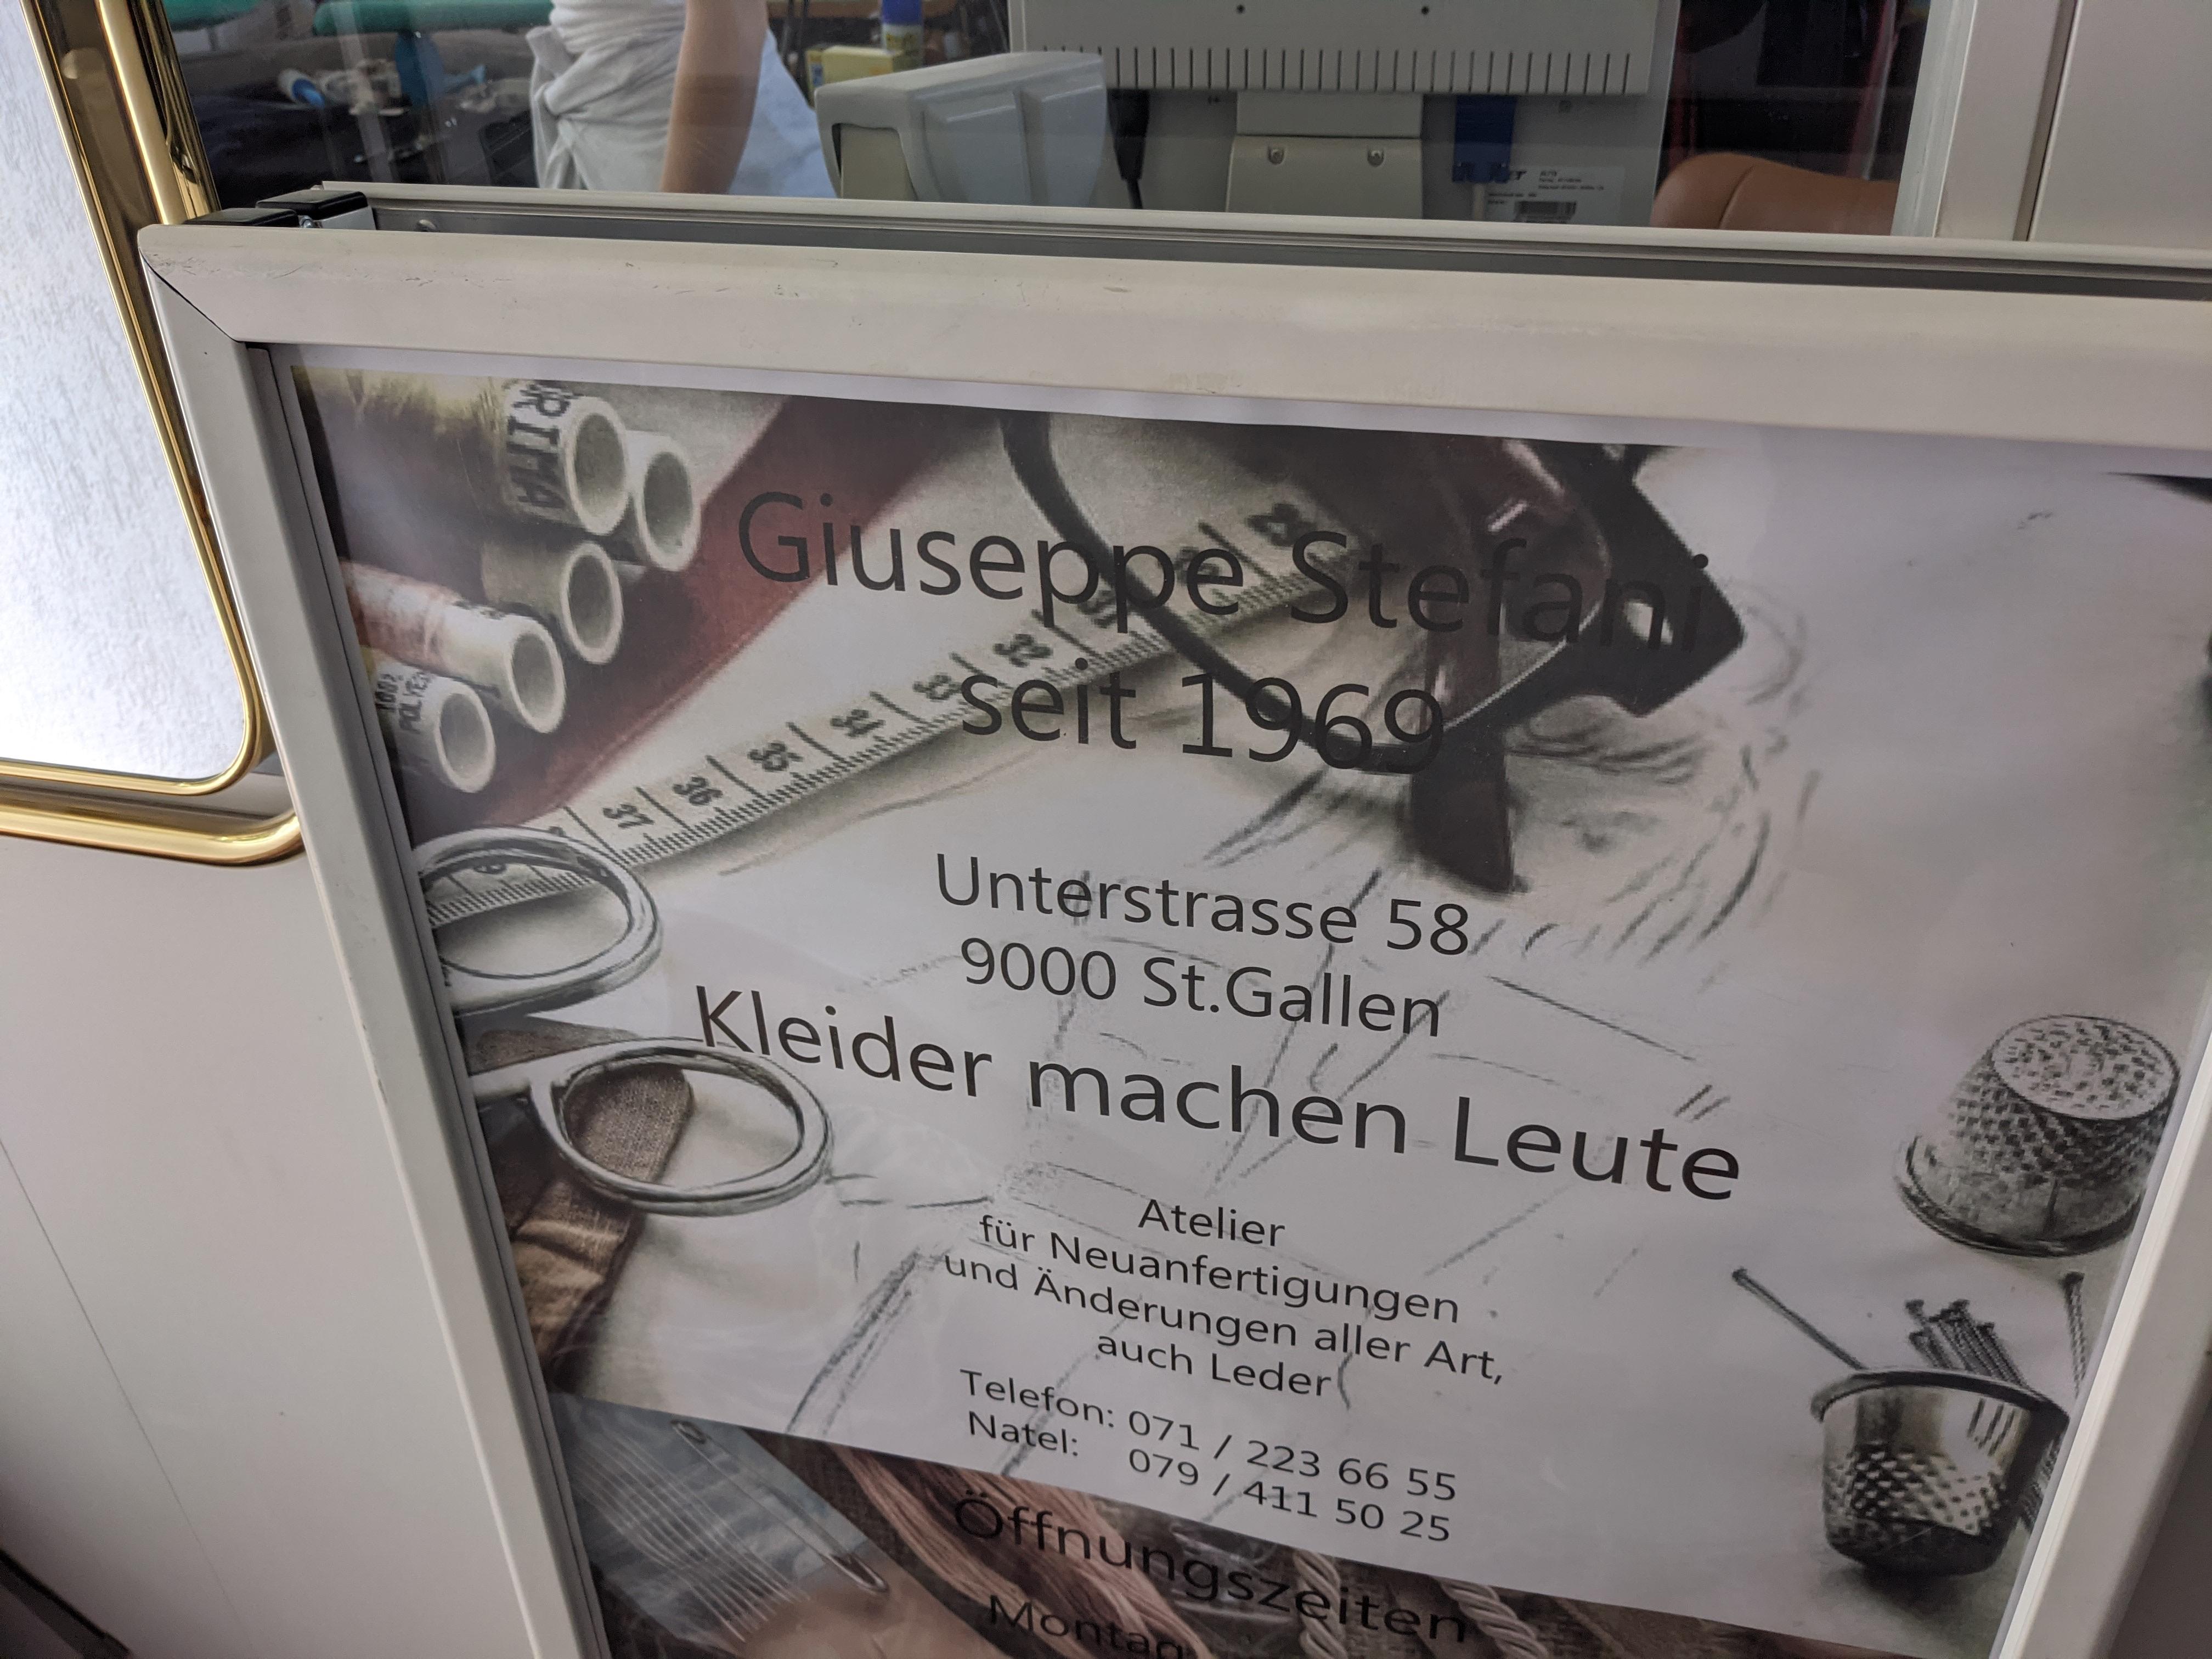 Giuseppe Stefani
seit 1969
Unterstrasse 58
9000 St.Gallen
Kleider machen Leute
Atelier
für Neuanfertigungen
und Änderungen aller Art,
auch Leder
Telefon: 071 / 223 66 55
Natel: 079 / 411 50 25
Öffnungszeiten
Montag